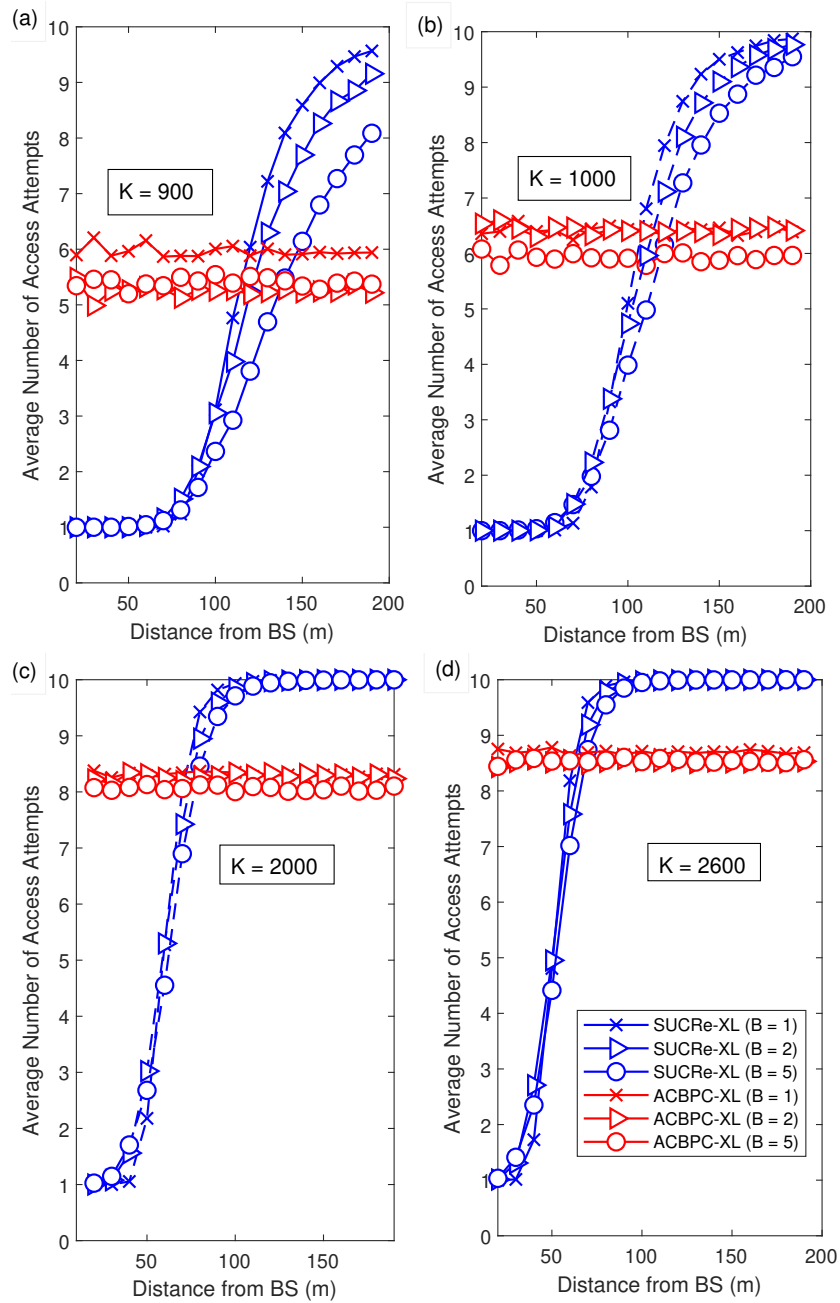 (a)
10
9
8
7
6
5
4
3
2
1
0
Average Number of Access Attempts
K = 900
50
100
150
200
Distance from BS (m)
(b)
10
9
8
7
6
5
4
3
2
1
0
Average Number of Access Attempts
K = 1000
50
100
150
200
Distance from BS (m)
(c)
10
9
8
7
6
5
4
3
2
1
0
Average Number of Access Attempts
K = 2000
50
100
150
Distance from BS (m)
(d)
10
9
8
7
6
5
4
3
2
1
0
Average Number of Access Attempts
K = 2600
SUCRe-XL (B = 1)
SUCRe-XL (B = 2)
SUCRe-XL (B = 5)
ACBPC-XL (B = 1)
ACBPC-XL (B = 2)
ACBPC-XL (B = 5)
50
100
150
200
Distance from BS (m)